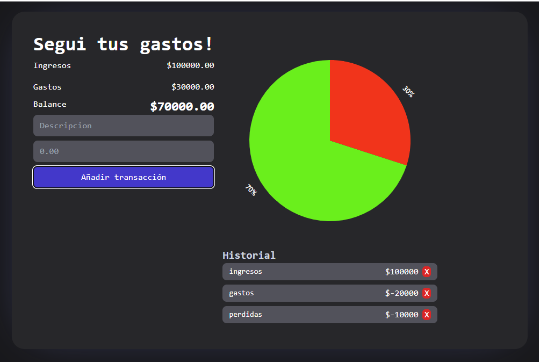 Segui tus gastos!
Ingresos $100000.00
Gastos $30000.00
Balance $70000.00
Descripcion
0.00
Añadir transacción
30%
70%
Historial
ingresos $100000 X
gastos $-20000 X
perdidas $-10000 X